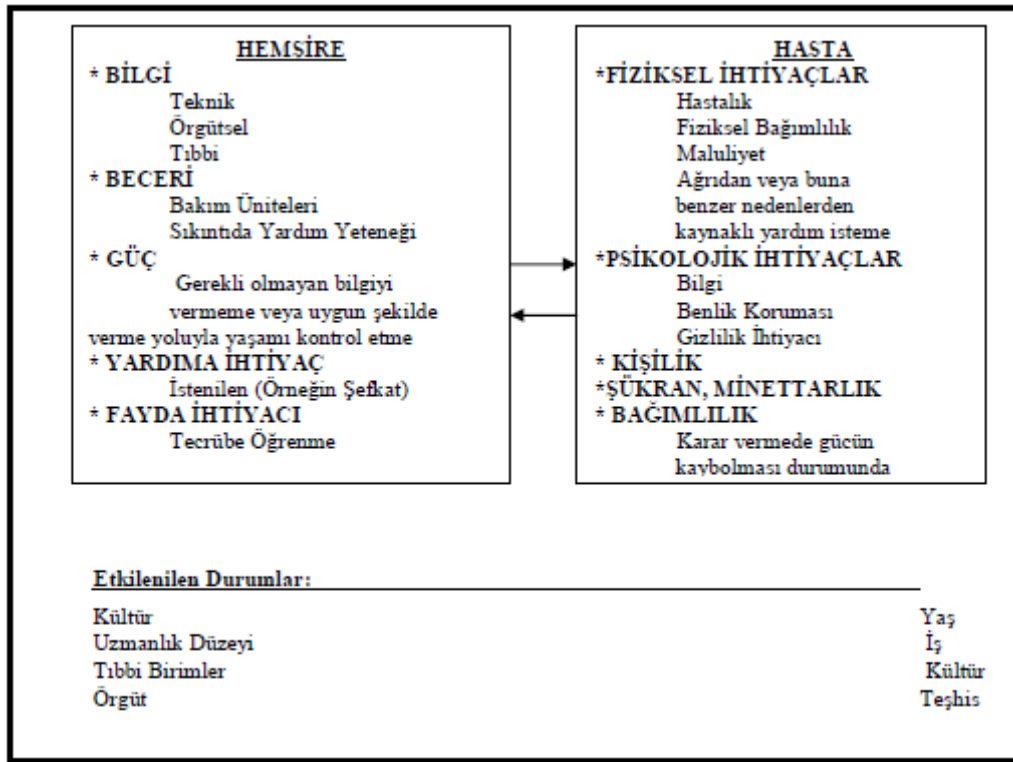 HEMŞİRE
* BİLGİ
Teknik
Örgütsel
Tıbbi
* BECERİ
Bakım Üniteleri
Sıkıntıda Yardım Yeteneği
* GÜÇ
Gerekli olmayan bilgiyi
vermeme veya uygun şekilde
verme yoluyla yaşamı kontrol etme
* YARDIMA İHTİYAÇ
İstenilen (Örneğin Şefkat)
* FAYDA İHTİYACI
Tecrübe Öğrenme
HASTA
*FİZİKSEL İHTİYAÇLAR
Hastalık
Fiziksel Bağımlılık
Maluliyet
Ağrıdan veya buna
benzer nedenlerden
kaynaklı yardım isteme
*PSİKOLOJİK İHTİYAÇLAR
Bilgi
Benlik Koruması
Gizlilik İhtiyacı
* KİŞİLİK
*ŞÜKRAN, MİNETTARLIK
* BAĞIMLILIK
Karar vermede gücün
kaybolması durumunda
Etkilenilen Durumlar:
Kültür
Uzmanlık Düzeyi
Tıbbi Birimler
Örgüt
Yaş
İş
Kültür
Teşhis